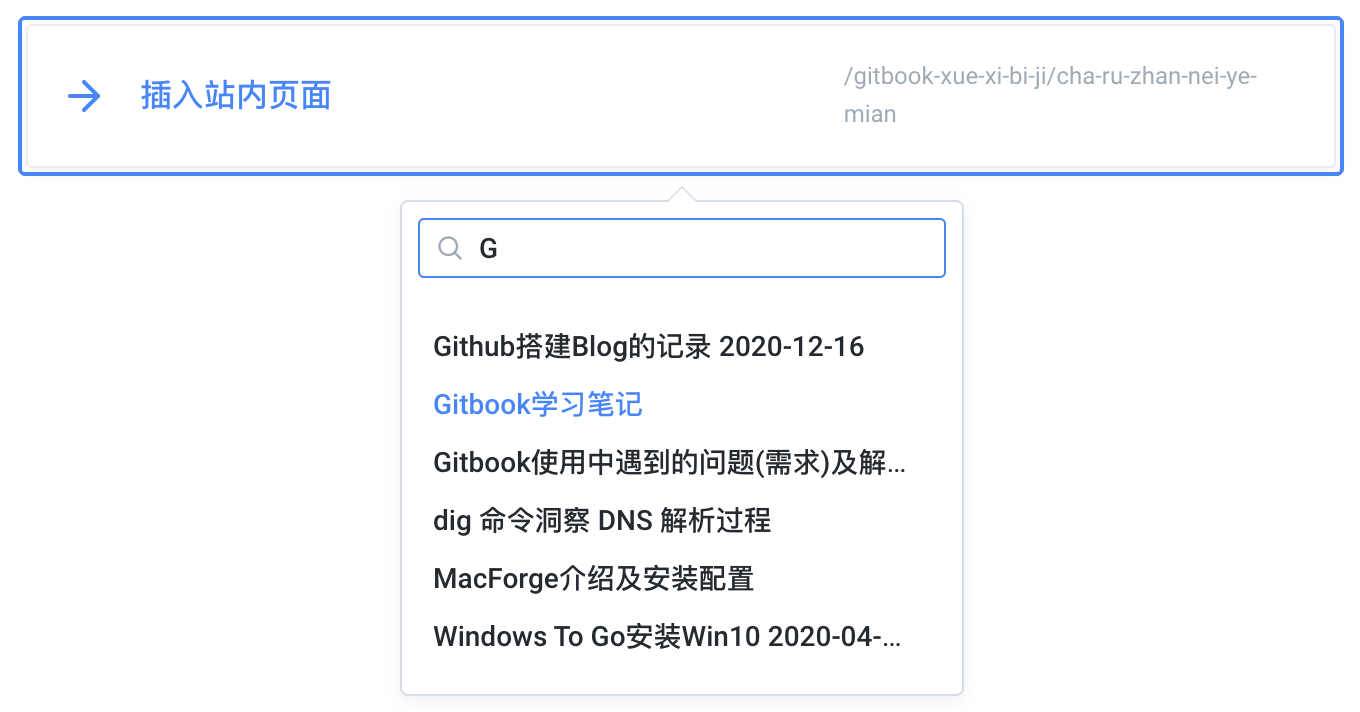 插入站内页面
/gitbook-xue-xi-bi-ji/cha-ru-zhan-nei-ye-
mian
G
Github搭建Blog的记录 2020-12-16
Gitbook学习笔记
Gitbook使用中遇到的问题(需求)及解...
dig 命令洞察 DNS 解析过程
MacForge介绍及安装配置
Windows To Go安装Win10 2020-04-...